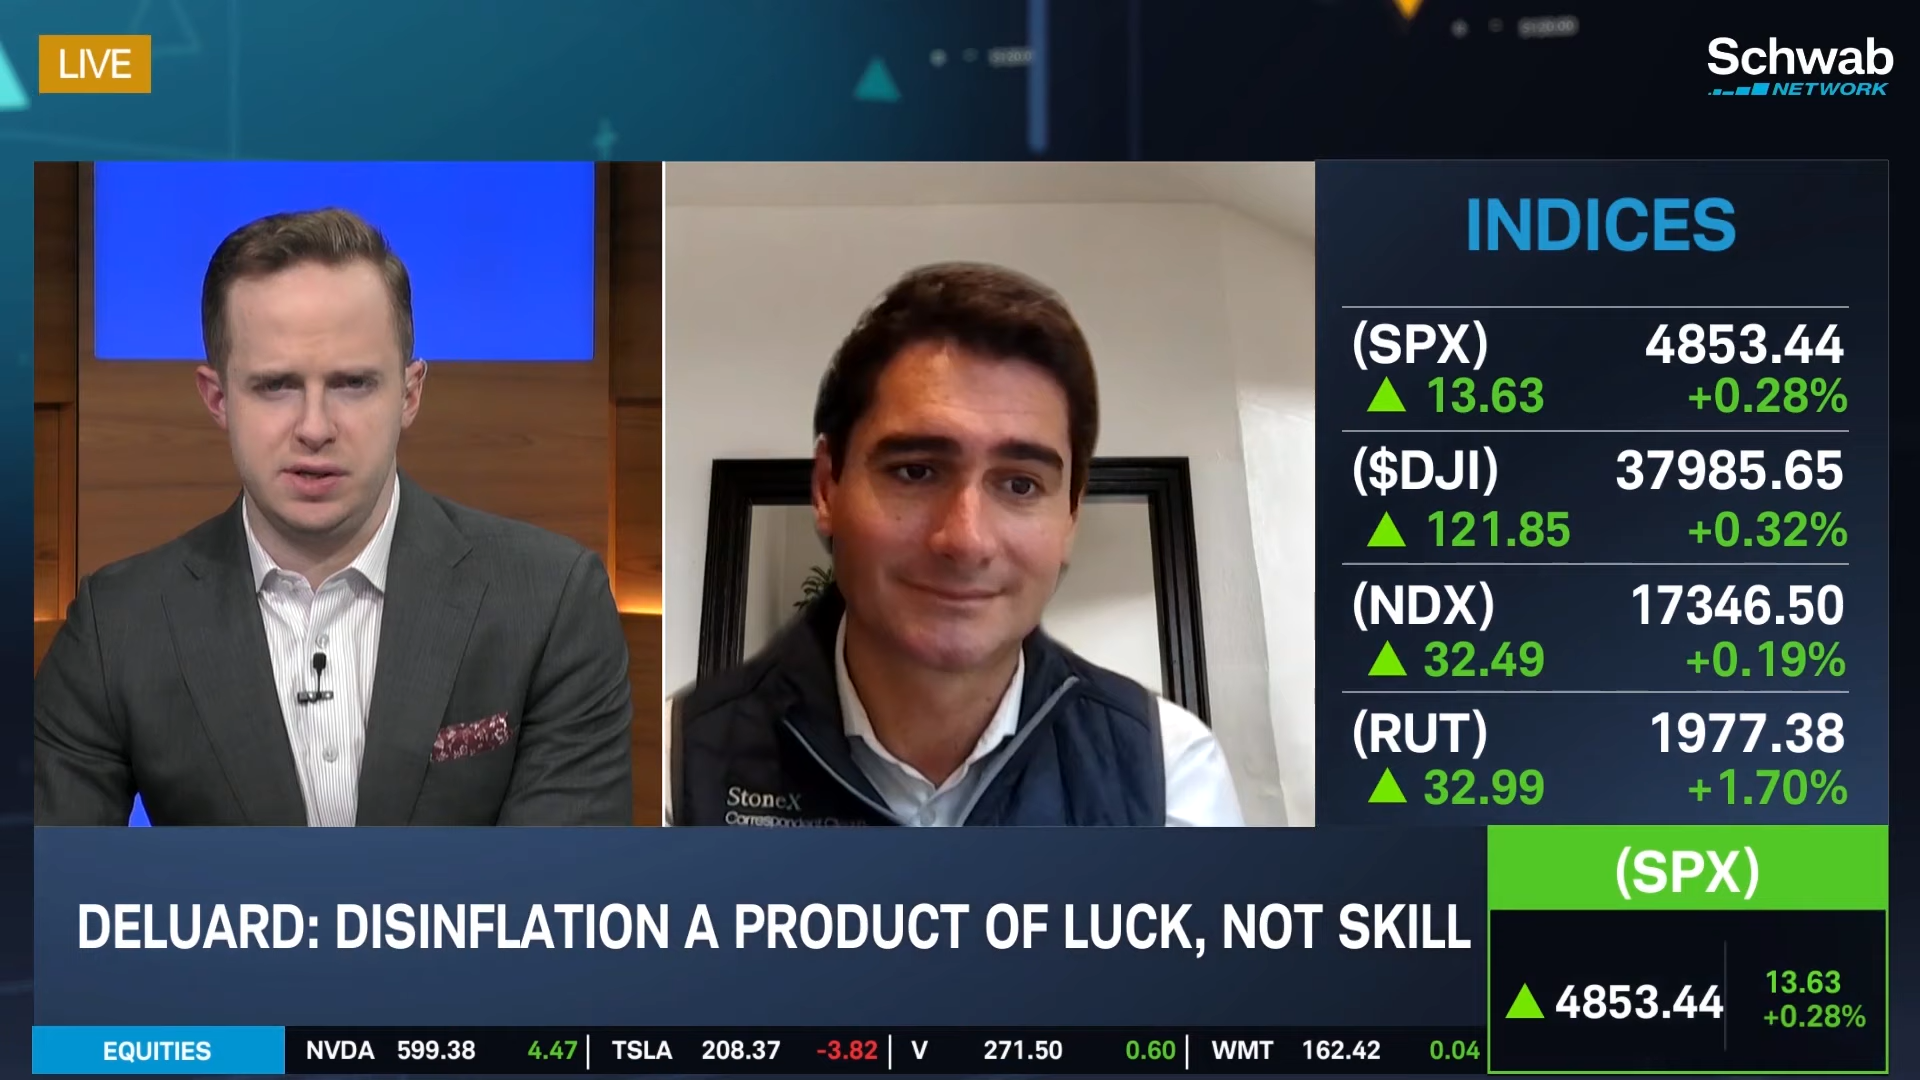 LIVE
Schwab
NETWORK
INDICES
(SPX) 4853.44
▲ 13.63 +0.28%
($DJI) 37985.65
▲ 121.85 +0.32%
(NDX) 17346.50
▲ 32.49 +0.19%
(RUT) 1977.38
▲ 32.99 +1.70%
StoneX
DELUARD: DISINFLATION A PRODUCT OF LUCK, NOT SKILL
(SPX)
▲ 4853.44
13.63
+0.28%
EQUITIES NVDA 599.38 4.47 TSLA 208.37 -3.82 V 271.50 0.60 WMT 162.42 0.04